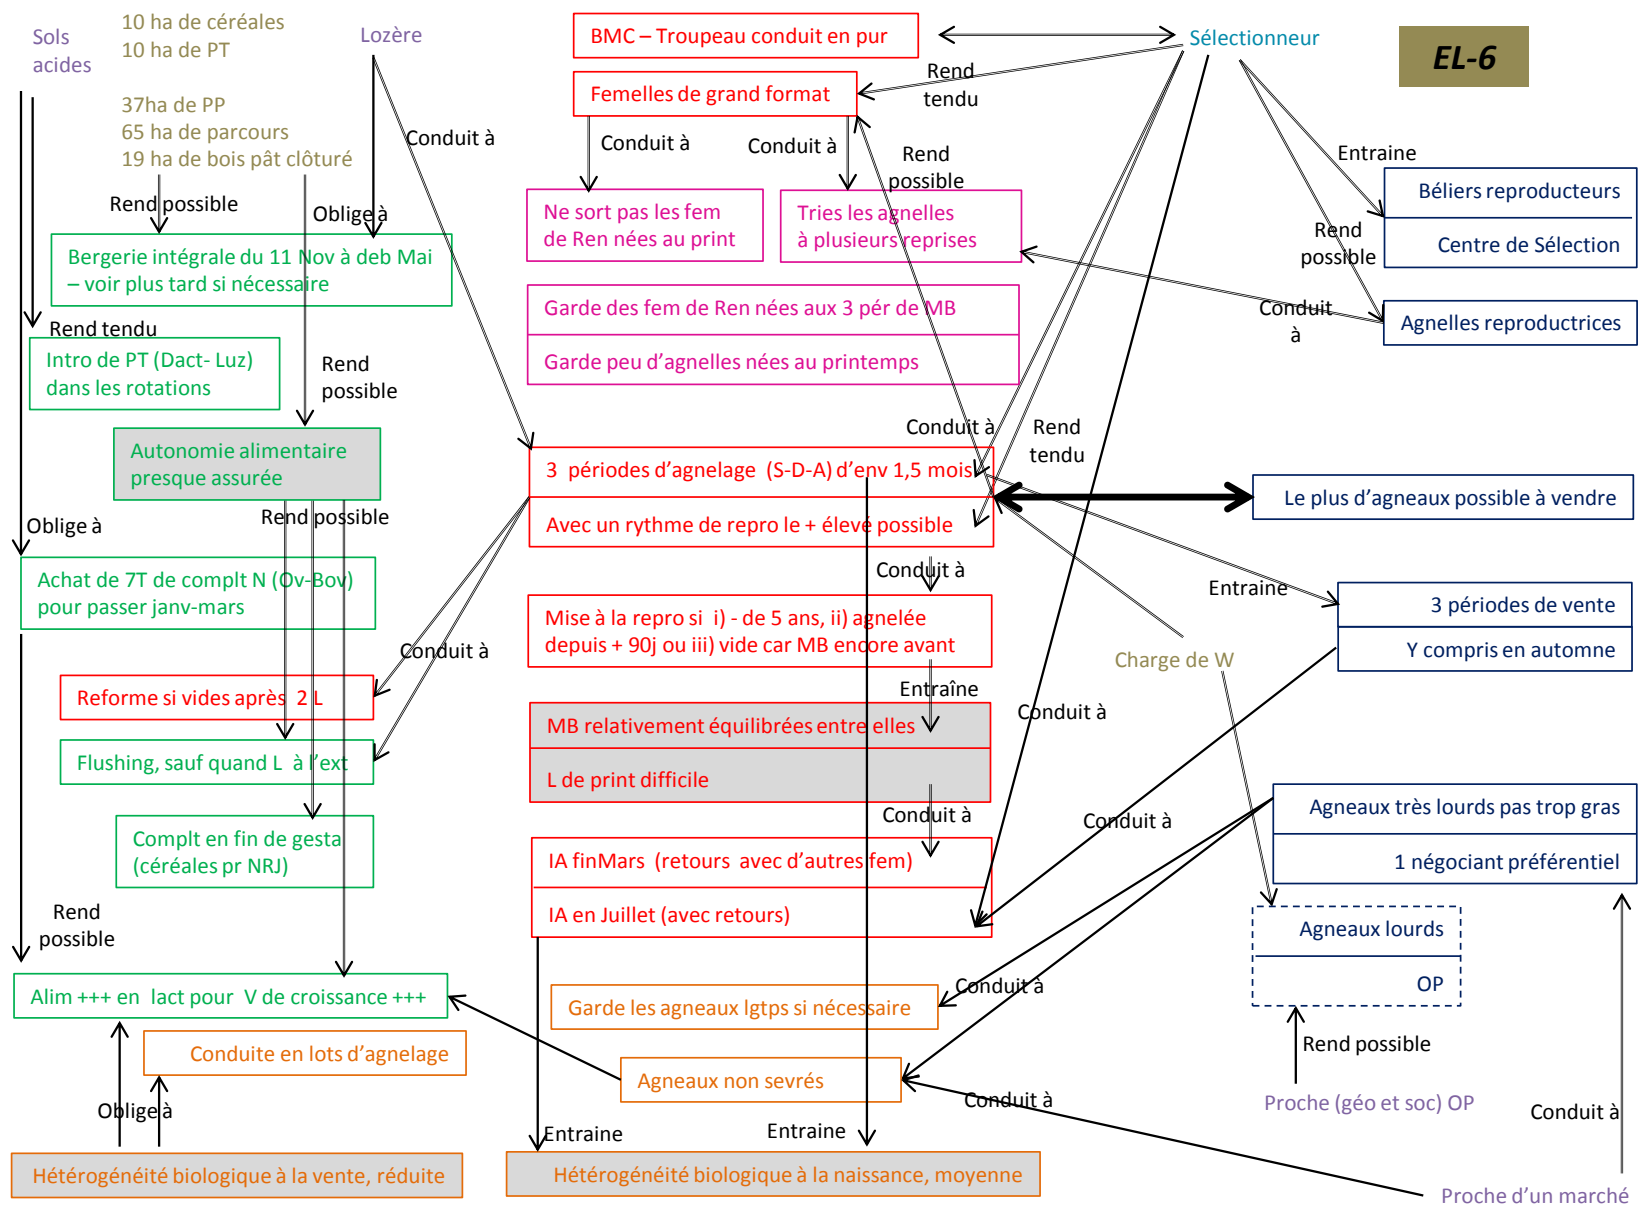 Sols
acides
10 ha de céréales
10 ha de PT
37ha de PP
65 ha de parcours
19 ha de bois pât clôturé
Lozère
BMC – Troupeau conduit en pur
Sélectionneur
EL-6
Femelles de grand format
Rend
tendu
Conduit à
Conduit à
Conduit à
Rend
possible
Entraine
Béliers reproducteurs
Centre de Sélection
Rend possible
Oblige à
Ne sort pas les fem
de Ren nées au print
Tries les agnelles
à plusieurs reprises
Rend
possible
Bergerie intégrale du 11 Nov à deb Mai
– voir plus tard si nécessaire
Garde des fem de Ren nées aux 3 pér de MB
Garde peu d'agnelles nées au printemps
Conduit
à
Agnelles reproductrices
Rend tendu
Intro de PT (Dact- Luz)
dans les rotations
Rend
possible
Autonomie alimentaire
presque assurée
Conduit à
Rend
tendu
3 périodes d'agnelage (S-D-A) d'env 1,5 mois
Avec un rythme de repro le + élevé possible
Le plus d'agneaux possible à vendre
Oblige à
Rend possible
Achat de 7T de complt N (Ov-Bov)
pour passer janv-mars
Conduit à
Entraine
3 périodes de vente
Y compris en automne
Mise à la repro si i) - de 5 ans, ii) agnelée
depuis + 90j ou iii) vide car MB encore avant
Conduit à
Charge de W
Reforme si vides après 2 L
Entraîne
Conduit à
MB relativement équilibrées entre elles
L de print difficile
Flushing, sauf quand L à l'ext
Complt en fin de gesta
(céréales pr NRJ)
Conduit à
Conduit à
Agneaux très lourds pas trop gras
1 négociant préférentiel
IA finMars (retours avec d'autres fem)
IA en Juillet (avec retours)
Rend
possible
Agneaux lourds
OP
Alim +++ en lact pour V de croissance +++
Garde les agneaux lgtps si nécessaire
Conduit à
Conduite en lots d'agnelage
Agneaux non sevrés
Rend possible
Oblige à
Conduit à
Proche (géo et soc) OP
Conduit à
Entraine
Entraine
Hétérogénéité biologique à la vente, réduite
Hétérogénéité biologique à la naissance, moyenne
Proche d'un marché